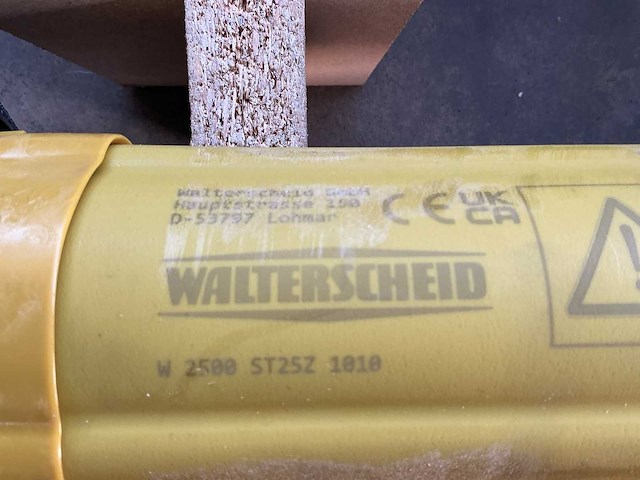 Walterscheid GmbH
Hauptstrasse 150
D-53797 Lohmar
CE UK CA
WALTERSCHEID
W 2500 ST25Z 1010